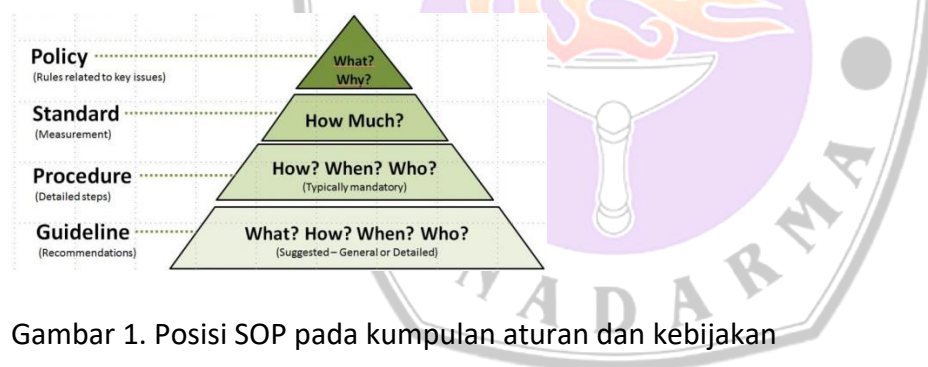 Policy
(Rules related to key issues)
What?
Why?
Standard
(Measurement)
How Much?
Procedure
(Detailed steps)
How? When? Who?
(Typically mandatory)
Guideline
(Recommendations)
What? How? When? Who?
(Suggested – General or Detailed)
NADARMA
Gambar 1. Posisi SOP pada kumpulan aturan dan kebijakan